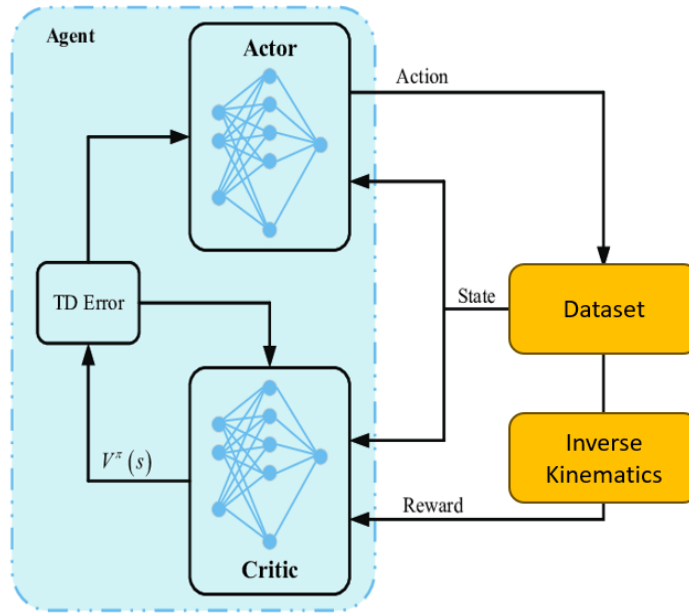 Agent
Actor
Action
TD Error
State
Dataset
V^π (s)
Inverse
Kinematics
Reward
Critic